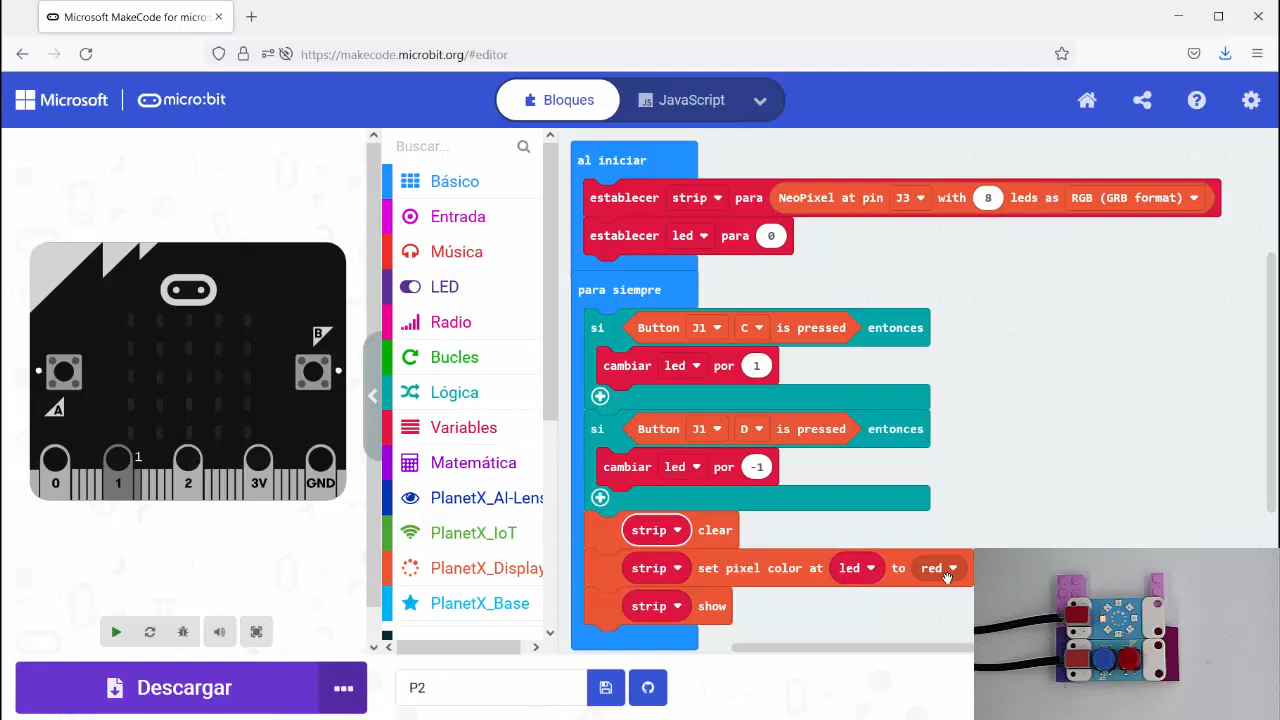 Microsoft MakeCode for micro:
https://makecode.microbit.org/#editor
Microsoft
micro:bit
Bloques
JavaScript
Buscar...
Básico
Entrada
Música
LED
Radio
Bucles
Lógica
Variables
Matemática
PlanetX_AI-Lens
PlanetX_IoT
PlanetX_Display
PlanetX_Base
A
B
1
0
1
2
3V
GND
al iniciar
establecer strip para NeoPixel at pin J3 with 8 leds as RGB (GRB format)
establecer led para 0
para siempre
si Button J1 C is pressed entonces
cambiar led por 1
si Button J1 D is pressed entonces
cambiar led por -1
strip clear
strip set pixel color at led to red
strip show
Descargar
P2